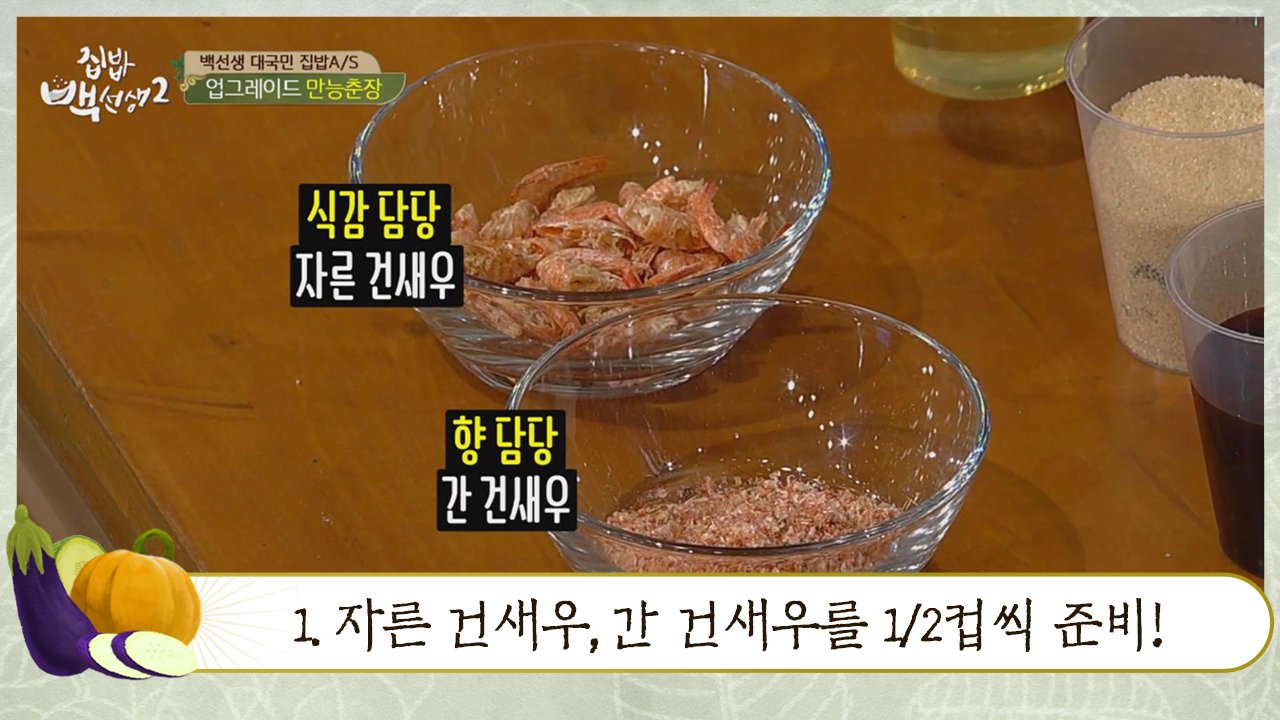 집밥
백선생2
백선생 대국민 집밥A/S
업그레이드 만능춘장
식감 담당
자른 건새우
향 담당
간 건새우
1. 자른 건새우, 간 건새우를 1/2컵씩 준비!